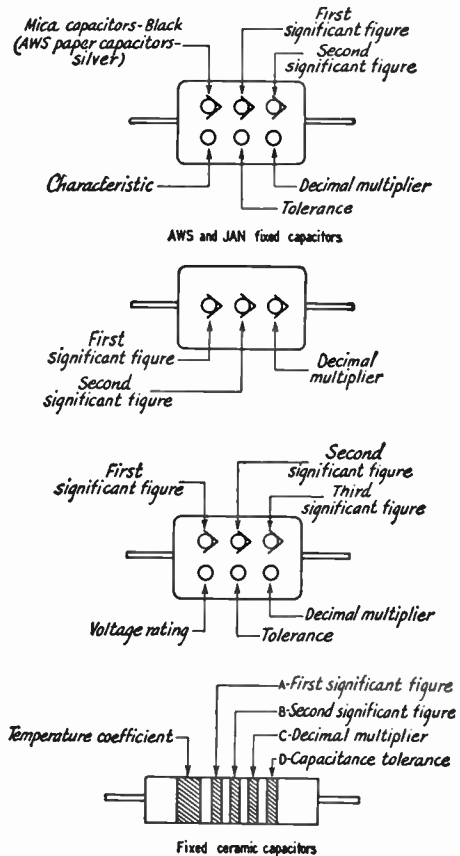 Mica capacitors-Black
(AWS paper capacitors-
silver)
First
significant figure
Second
significant figure
Characteristic
Decimal multiplier
Tolerance
AWS and JAN fixed capacitors
First
significant figure
Second
significant figure
Decimal
multiplier
First
significant figure
Second
significant figure
Third
significant figure
Voltage rating
Decimal multiplier
Tolerance
A-First significant figure
B-Second significant figure
Temperature coefficient
C-Decimal multiplier
D-Capacitance tolerance
Fixed ceramic capacitors